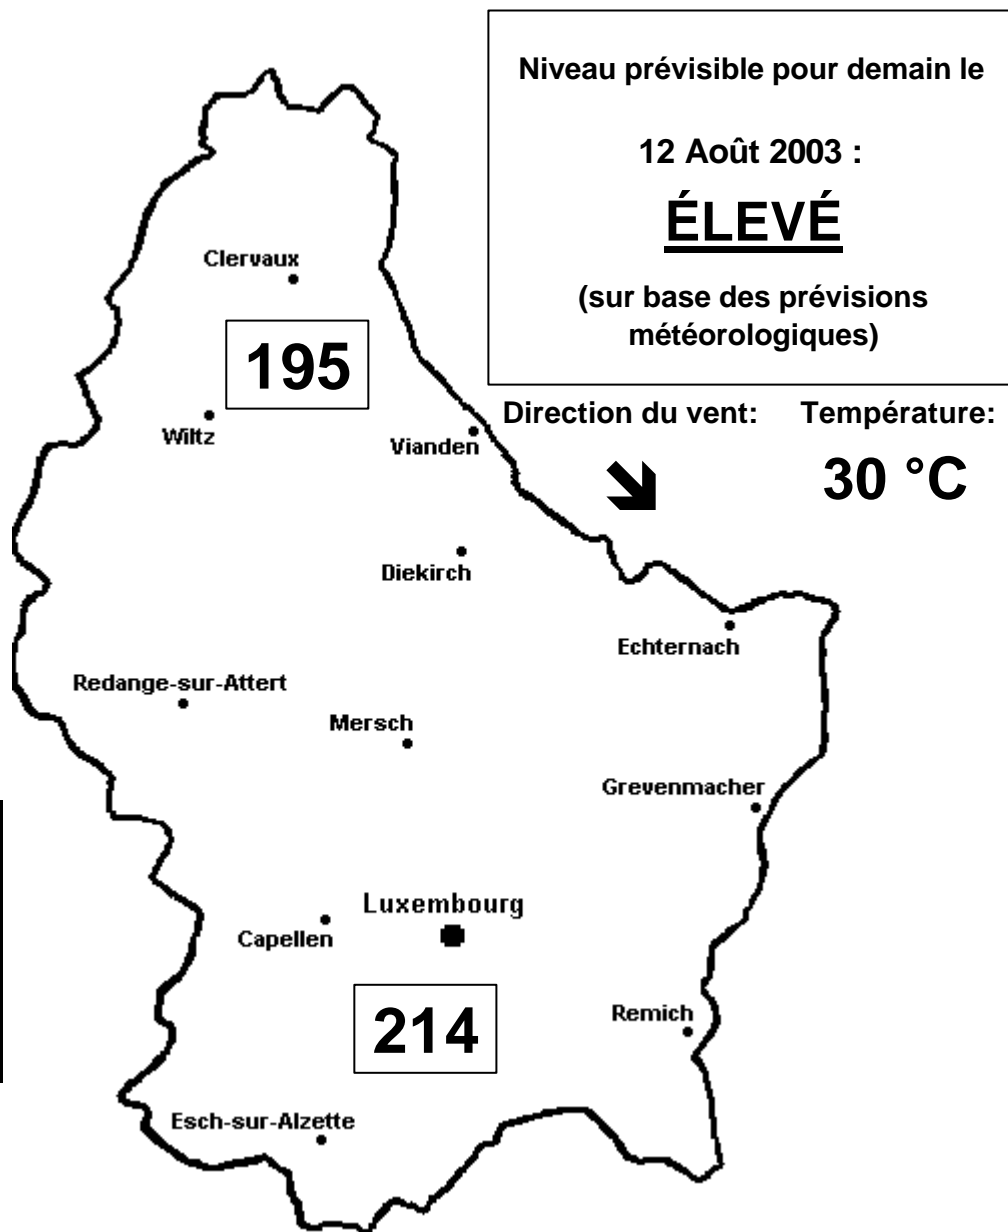 Niveau prévisible pour demain le
12 Août 2003 :
ÉLEVÉ
(sur base des prévisions
météorologiques)
Direction du vent:
Température:
30 °C
Clervaux
195
Wiltz
Vianden
Diekirch
Echternach
Redange-sur-Attert
Mersch
Grevenmacher
Luxembourg
Capellen
214
Remich
Esch-sur-Alzette